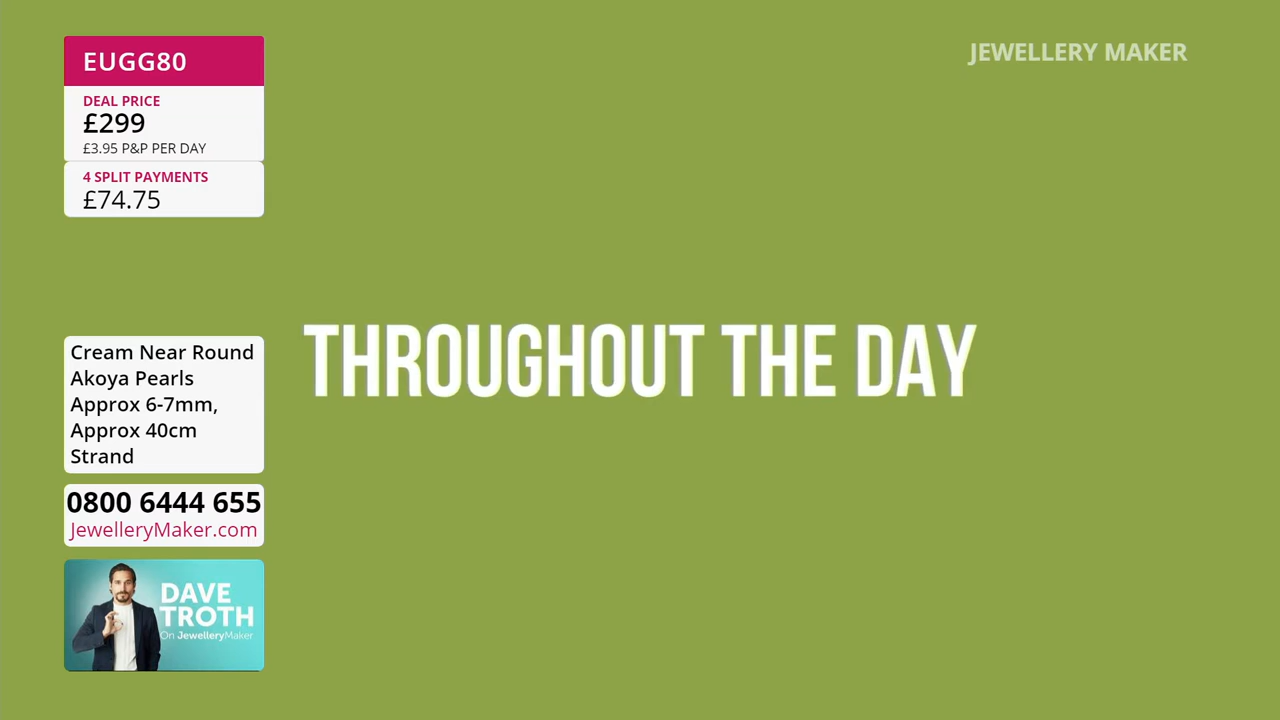 EUGG80
DEAL PRICE
£299
£3.95 P&P PER DAY
4 SPLIT PAYMENTS
£74.75
JEWELLERY MAKER
THROUGHOUT THE DAY
Cream Near Round
Akoya Pearls
Approx 6-7mm,
Approx 40cm
Strand
0800 6444 655
JewelleryMaker.com
DAVE
TROTH
On JewelleryMaker